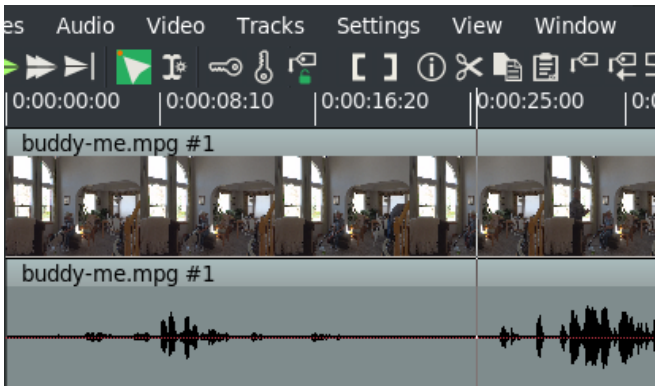 es Audio Video Tracks Settings View Window
0:00:00:00 0:00:08:10 0:00:16:20 0:00:25:00 0:
buddy-me.mpg #1
buddy-me.mpg #1